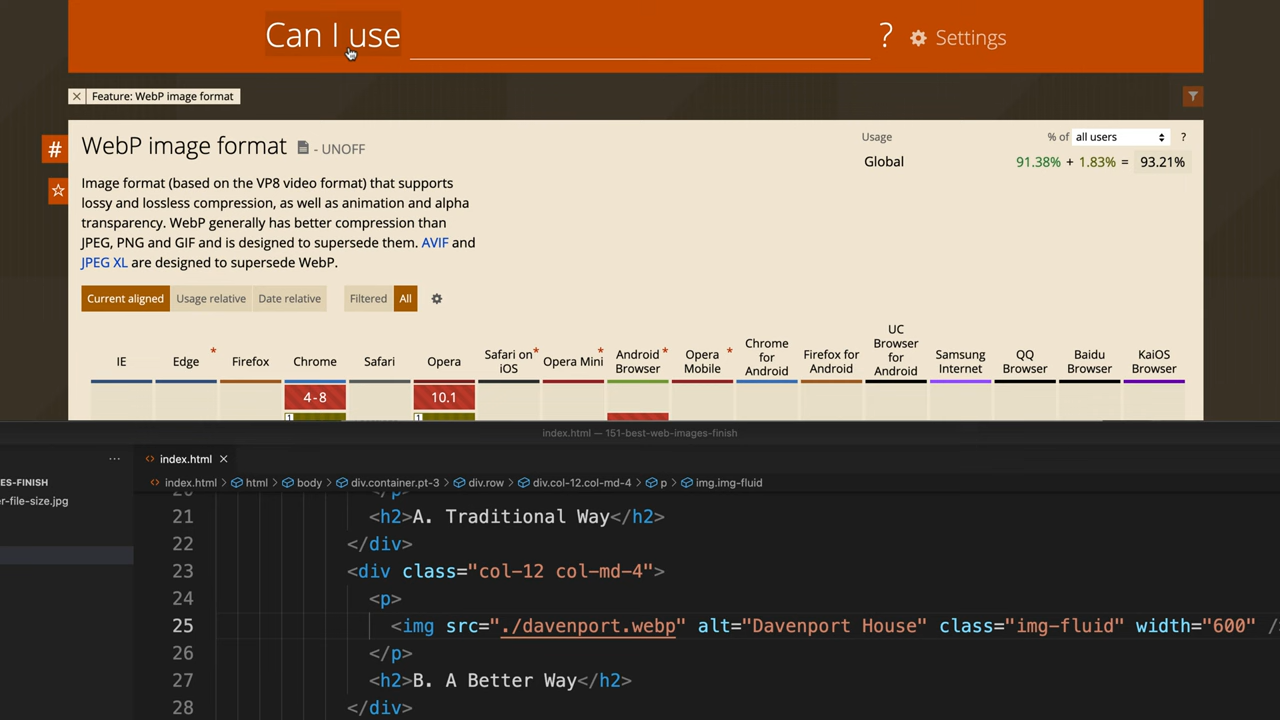 Can I use ? Settings
× Feature: WebP image format
# WebP image format - UNOFF
Usage % of all users ?
Global 91.38% + 1.83% = 93.21%
Image format (based on the VP8 video format) that supports
lossy and lossless compression, as well as animation and alpha
transparency. WebP generally has better compression than
JPEG, PNG and GIF and is designed to supersede them. AVIF and
JPEG XL are designed to supersede WebP.
Current aligned Usage relative Date relative Filtered All
IE
Edge *
Firefox
Chrome
Safari
Opera
Safari on *
iOS
Opera Mini *
Android *
Browser
Opera *
Mobile
Chrome
for
Android
Firefox for
Android
UC
Browser
for
Android
Samsung
Internet
QQ
Browser
Baidu
Browser
KaiOS
Browser
4-8 10.1
1 1
index.html — 151-best-web-images-finish
··· <> index.html ×
ES-FINISH
er-file-size.jpg
<> index.html > html > body > div.container.pt-3 > div.row > div.col-12.col-md-4 > p > img.img-fluid
21 <h2>A. Traditional Way</h2>
22 </div>
23 <div class="col-12 col-md-4">
24 <p>
25 <img src="./davenport.webp" alt="Davenport House" class="img-fluid" width="600" /
26 </p>
27 <h2>B. A Better Way</h2>
28 </div>